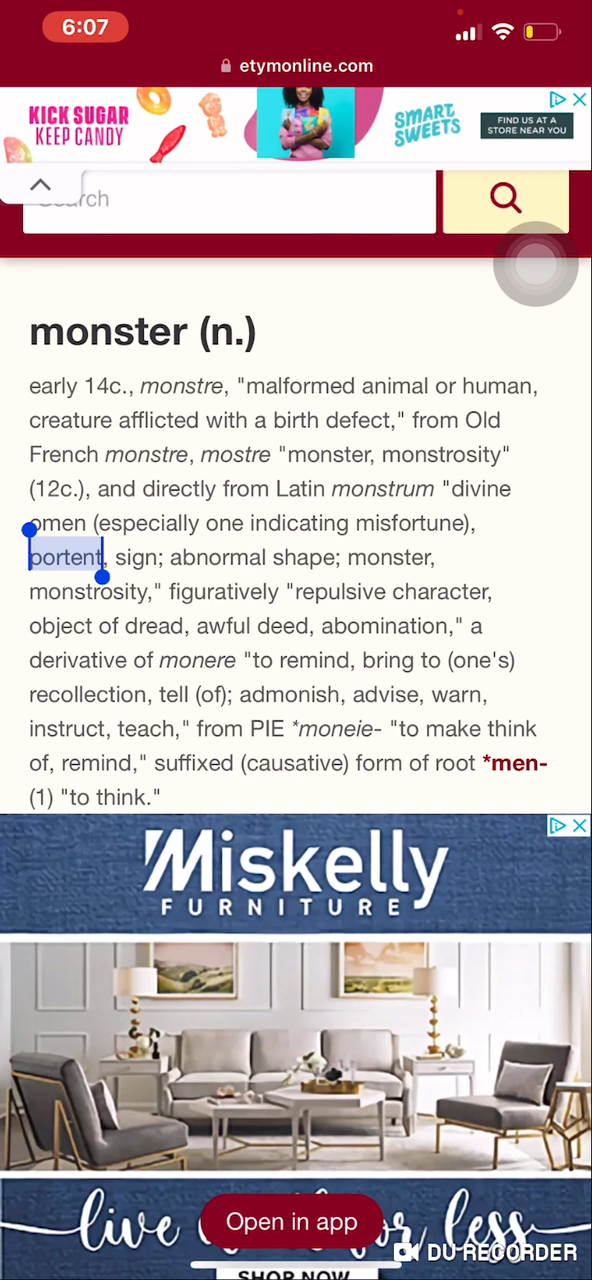 6:07
etymonline.com
KICK SUGAR
KEEP CANDY
SMART
SWEETS
FIND US AT A
STORE NEAR YOU
monster (n.)
early 14c., monstre, "malformed animal or human,
creature afflicted with a birth defect," from Old
French monstre, mostre "monster, monstrosity"
(12c.), and directly from Latin monstrum "divine
omen (especially one indicating misfortune),
portent, sign; abnormal shape; monster,
monstrosity," figuratively "repulsive character,
object of dread, awful deed, abomination," a
derivative of monere "to remind, bring to (one's)
recollection, tell (of); admonish, advise, warn,
instruct, teach," from PIE *moneie- "to make think
of, remind," suffixed (causative) form of root *men-
(1) "to think."
Miskelly
FURNITURE
live for less
Open in app
DU RECORDER
SHOP NOW